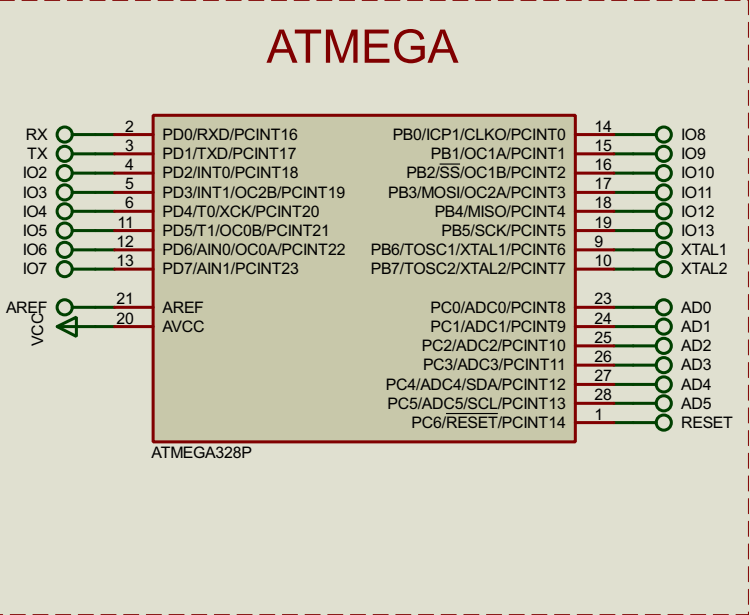 ATMEGA
RX 2 PD0/RXD/PCINT16 PB0/ICP1/CLKO/PCINT0 14 IO8
TX 3 PD1/TXD/PCINT17 PB1/OC1A/PCINT1 15 IO9
IO2 4 PD2/INT0/PCINT18 PB2/SS/OC1B/PCINT2 16 IO10
IO3 5 PD3/INT1/OC2B/PCINT19 PB3/MOSI/OC2A/PCINT3 17 IO11
IO4 6 PD4/T0/XCK/PCINT20 PB4/MISO/PCINT4 18 IO12
IO5 11 PD5/T1/OC0B/PCINT21 PB5/SCK/PCINT5 19 IO13
IO6 12 PD6/AIN0/OC0A/PCINT22 PB6/TOSC1/XTAL1/PCINT6 9 XTAL1
IO7 13 PD7/AIN1/PCINT23 PB7/TOSC2/XTAL2/PCINT7 10 XTAL2
AREF 21 AREF PC0/ADC0/PCINT8 23 AD0
VCC 20 AVCC PC1/ADC1/PCINT9 24 AD1
PC2/ADC2/PCINT10 25 AD2
PC3/ADC3/PCINT11 26 AD3
PC4/ADC4/SDA/PCINT12 27 AD4
PC5/ADC5/SCL/PCINT13 28 AD5
PC6/RESET/PCINT14 1 RESET
ATMEGA328P